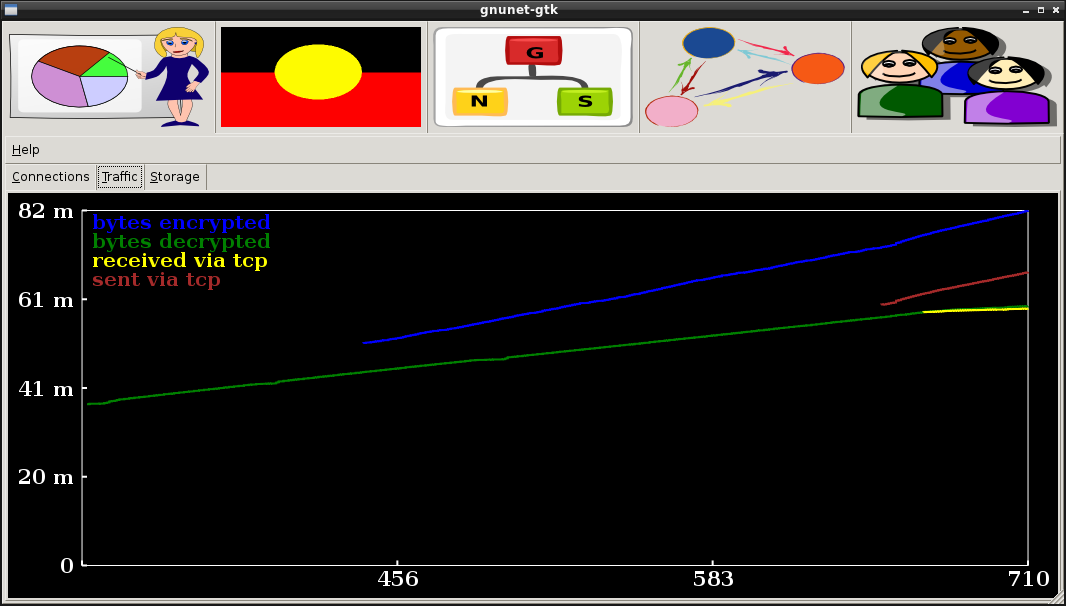 gnunet-gtk
G
N S
Help
Connections Traffic Storage
82 m
bytes encrypted
bytes decrypted
received via tcp
sent via tcp
61 m
41 m
20 m
0
456 583 710